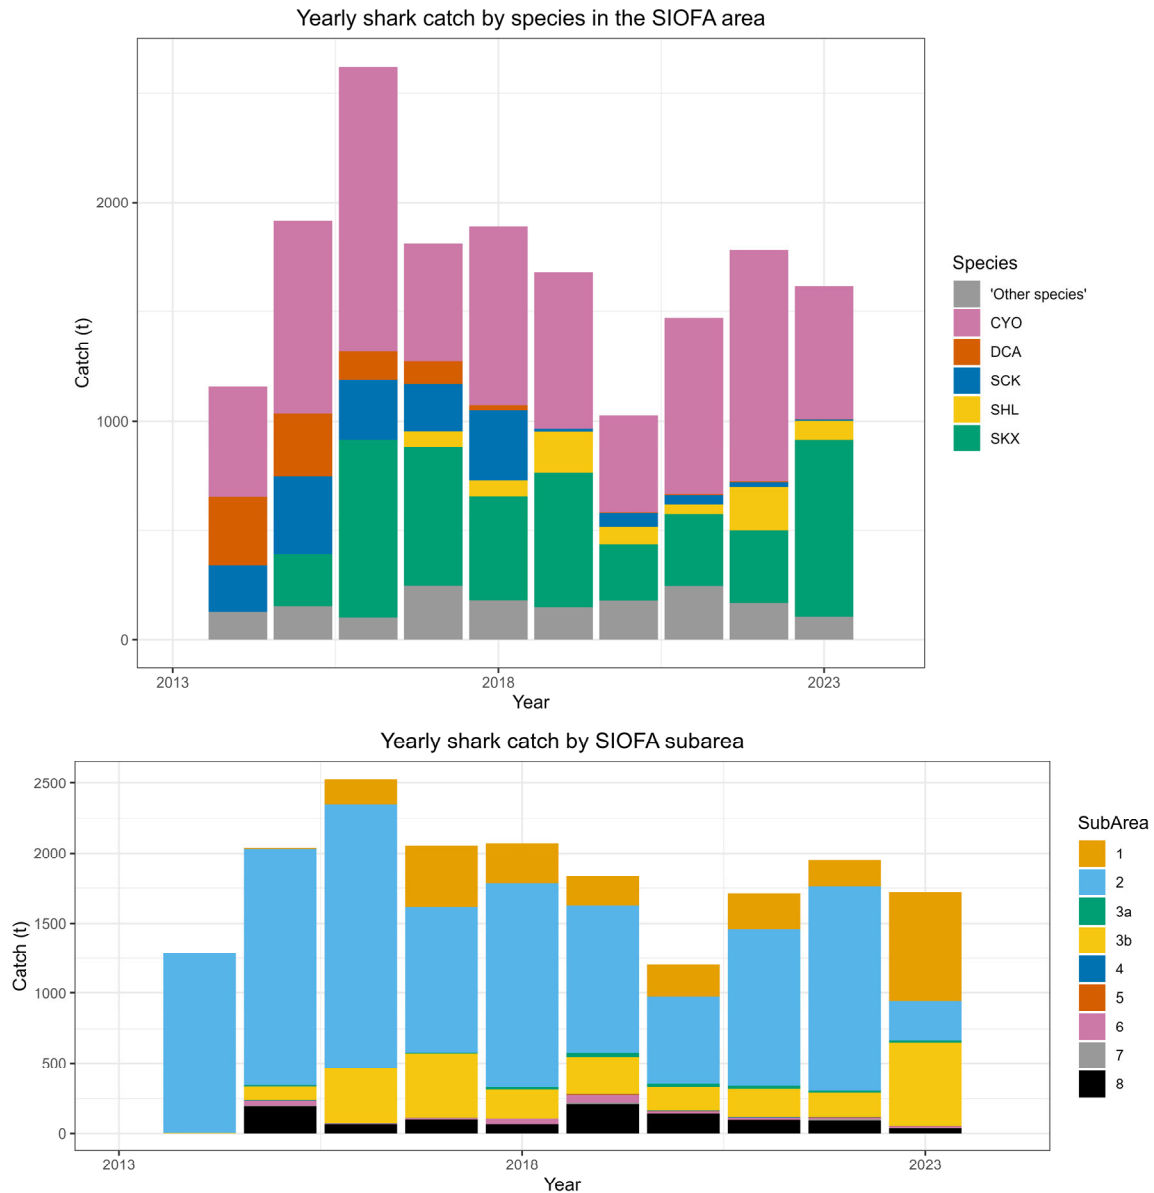 Yearly shark catch by species in the SIOFA area
Catch (t)
2000
1000
0
2013
2018
2023
Year
Species
'Other species'
CYO
DCA
SCK
SHL
SKX
Yearly shark catch by SIOFA subarea
Catch (t)
2500
2000
1500
1000
500
0
2013
2018
2023
Year
SubArea
1
2
3a
3b
4
5
6
7
8